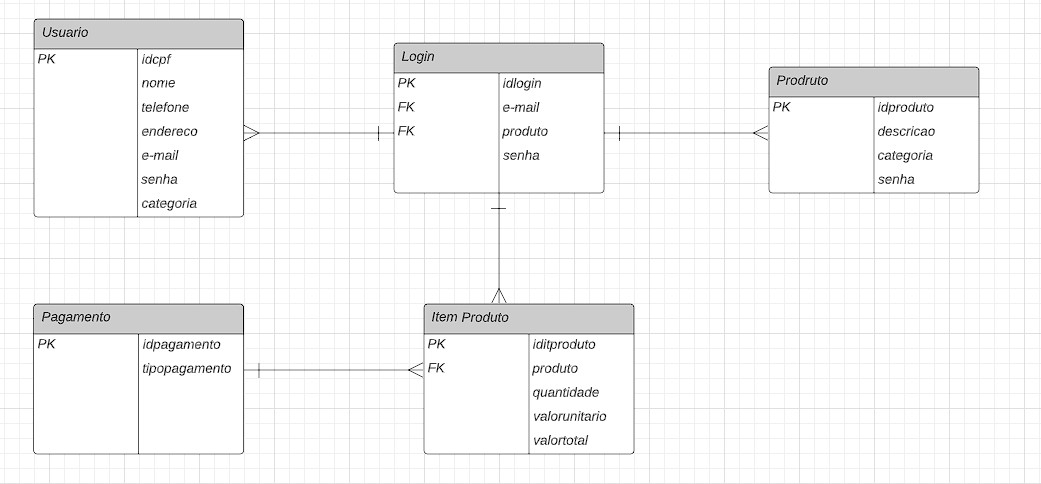 Usuario
PK idcpf
nome
telefone
endereco
e-mail
senha
categoria
Login
PK idlogin
FK e-mail
FK produto
senha
Prodruto
PK idproduto
descricao
categoria
senha
Pagamento
PK idpagamento
tipopagamento
Item Produto
PK iditproduto
FK produto
quantidade
valorunitario
valortotal